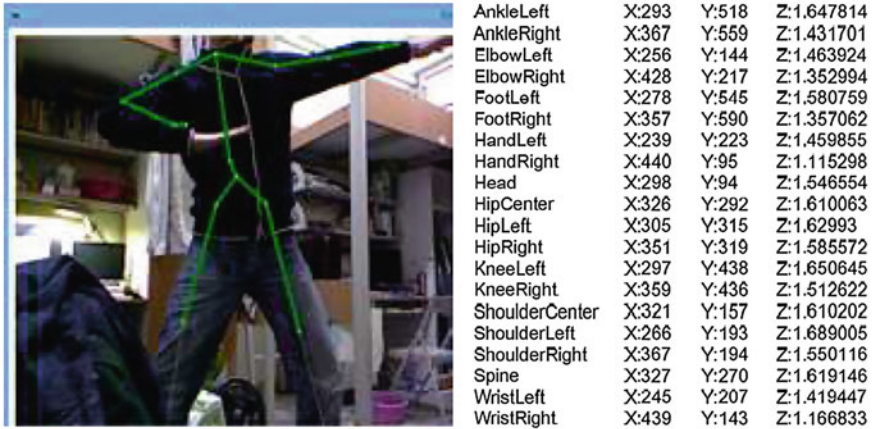 AnkleLeft X:293 Y:518 Z:1.647814
AnkleRight X:367 Y:559 Z:1.431701
ElbowLeft X:256 Y:144 Z:1.463924
ElbowRight X:428 Y:217 Z:1.352994
FootLeft X:278 Y:545 Z:1.580759
FootRight X:357 Y:590 Z:1.357062
HandLeft X:239 Y:223 Z:1.459855
HandRight X:440 Y:95 Z:1.115298
Head X:298 Y:94 Z:1.546554
HipCenter X:326 Y:292 Z:1.610063
HipLeft X:305 Y:315 Z:1.62993
HipRight X:351 Y:319 Z:1.585572
KneeLeft X:297 Y:438 Z:1.650645
KneeRight X:359 Y:436 Z:1.512622
ShoulderCenter X:321 Y:157 Z:1.610202
ShoulderLeft X:266 Y:193 Z:1.689005
ShoulderRight X:367 Y:194 Z:1.550116
Spine X:327 Y:270 Z:1.619146
WristLeft X:245 Y:207 Z:1.419447
WristRight X:439 Y:143 Z:1.166833